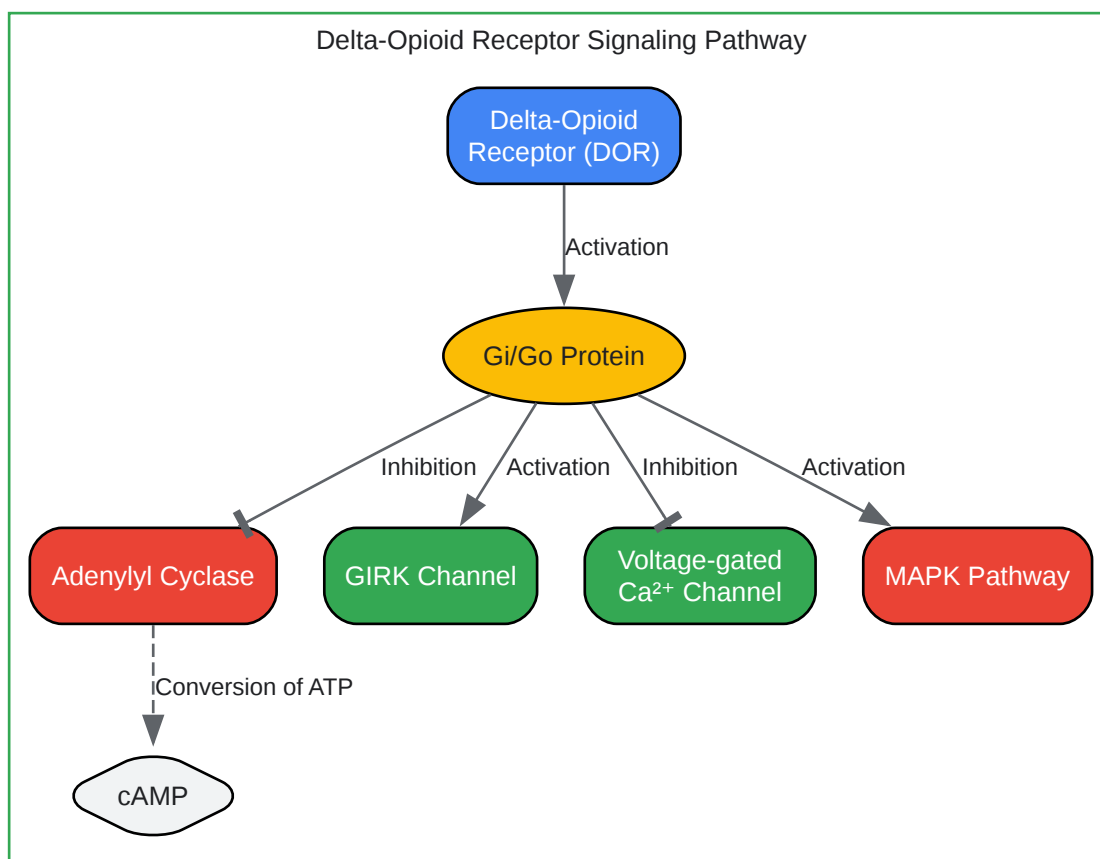 Delta-Opioid Receptor Signaling Pathway
Delta-Opioid
Receptor (DOR)
Activation
Gi/Go Protein
Inhibition
Activation
Inhibition
Activation
Adenylyl Cyclase
GIRK Channel
Voltage-gated
Ca²⁺ Channel
MAPK Pathway
Conversion of ATP
cAMP